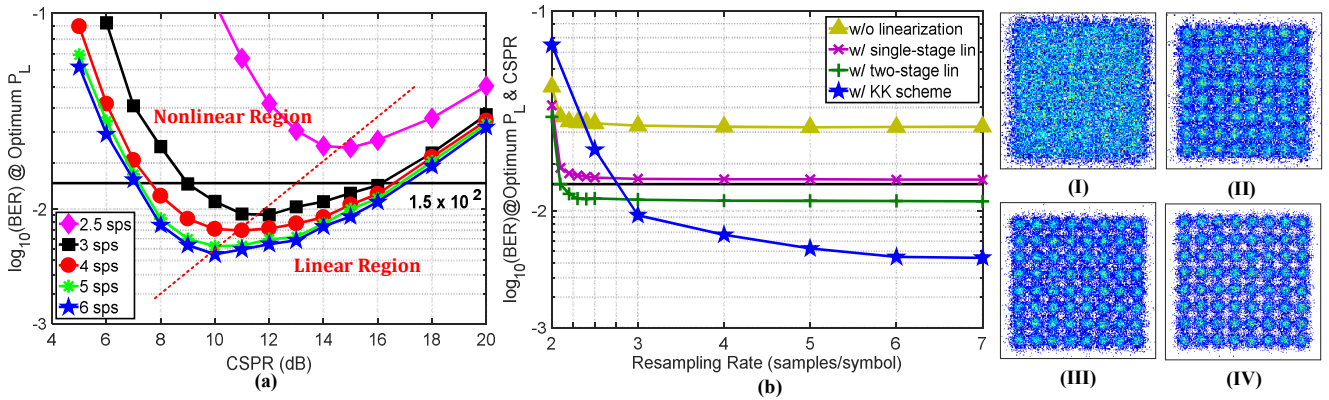 log10(BER) @ Optimum PL
-1
-2
-3
Nonlinear Region
Linear Region
1.5 x 10^2
2.5 sps
3 sps
4 sps
5 sps
6 sps
4 6 8 10 12 14 16 18 20
CSPR (dB)
(a)
log10(BER)@Optimum PL & CSPR
-1
-2
-3
w/o linearization
w/ single-stage lin
w/ two-stage lin
w/ KK scheme
2 3 4 5 6 7
Resampling Rate (samples/symbol)
(b)
(I)
(II)
(III)
(IV)